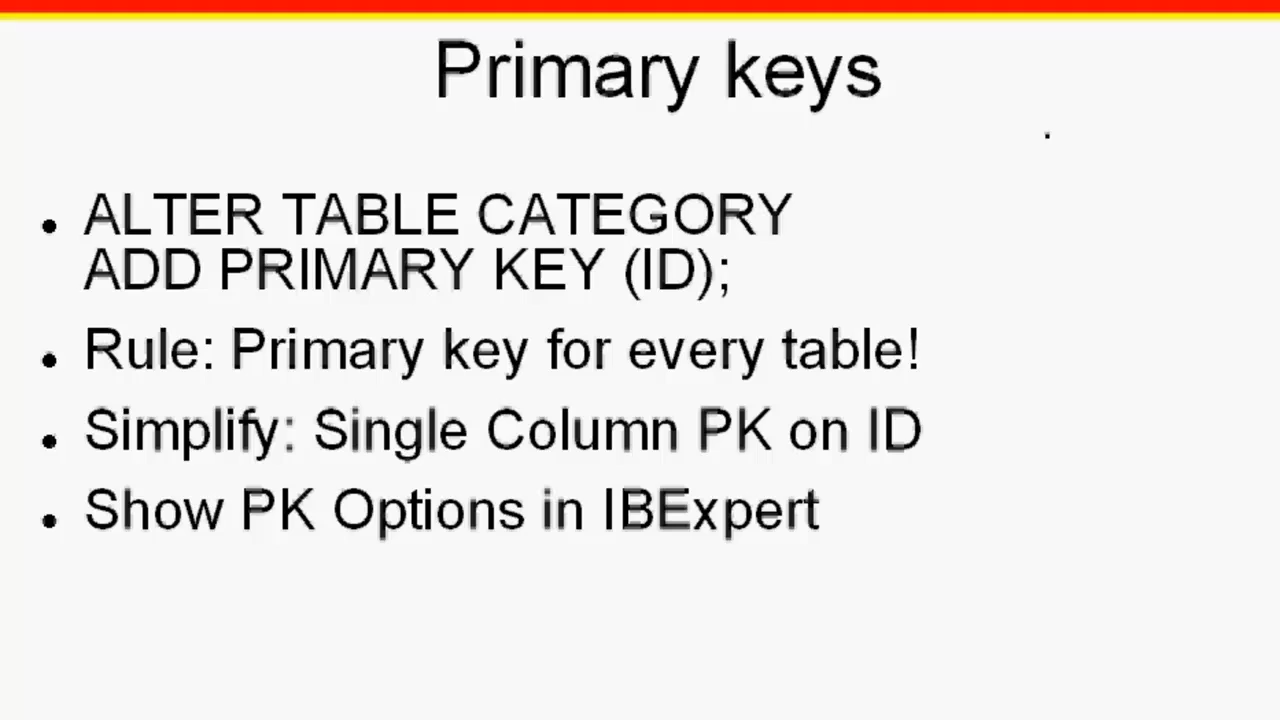 Primary keys
• ALTER TABLE CATEGORY
ADD PRIMARY KEY (ID);
• Rule: Primary key for every table!
• Simplify: Single Column PK on ID
• Show PK Options in IBExpert